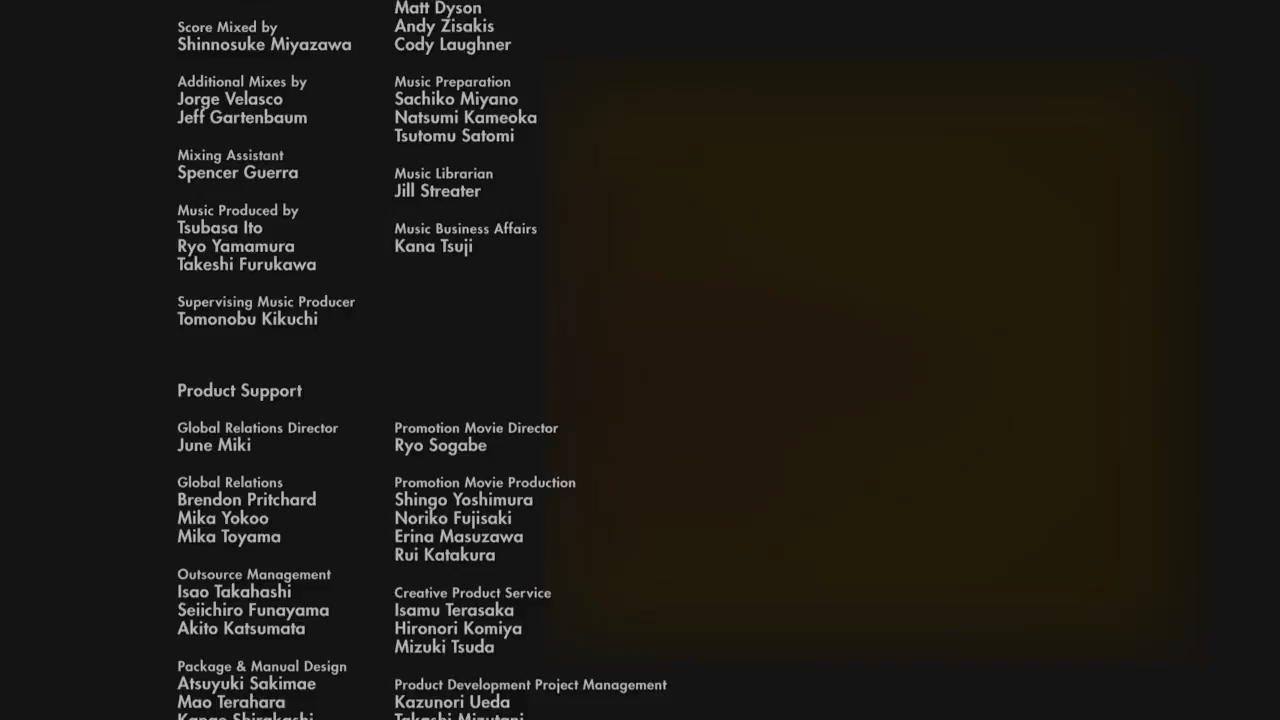 Score Mixed by
Shinnosuke Miyazawa
Additional Mixes by
Jorge Velasco
Jeff Gartenbaum
Mixing Assistant
Spencer Guerra
Music Produced by
Tsubasa Ito
Ryo Yamamura
Takeshi Furukawa
Supervising Music Producer
Tomonobu Kikuchi
Matt Dyson
Andy Zisakis
Cody Laughner
Music Preparation
Sachiko Miyano
Natsumi Kameoka
Tsutomu Satomi
Music Librarian
Jill Streater
Music Business Affairs
Kana Tsuji
Product Support
Global Relations Director
June Miki
Global Relations
Brendon Pritchard
Mika Yokoo
Mika Toyama
Outsource Management
Isao Takahashi
Seiichiro Funayama
Akito Katsumata
Package & Manual Design
Atsuyuki Sakimae
Mao Terahara
Promotion Movie Director
Ryo Sogabe
Promotion Movie Production
Shingo Yoshimura
Noriko Fujisaki
Erina Masuzawa
Rui Katakura
Creative Product Service
Isamu Terasaka
Hironori Komiya
Mizuki Tsuda
Product Development Project Management
Kazunori Ueda
Takashi Mizutani